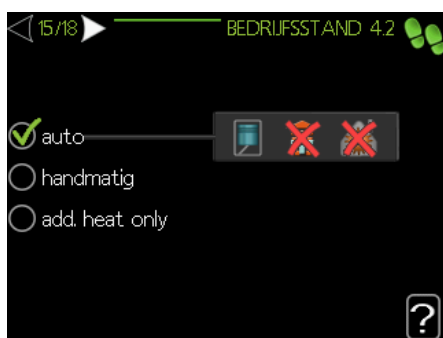 15/18 BEDRIJFSSTAND 4.2
auto
handmatig
add. heat only
?